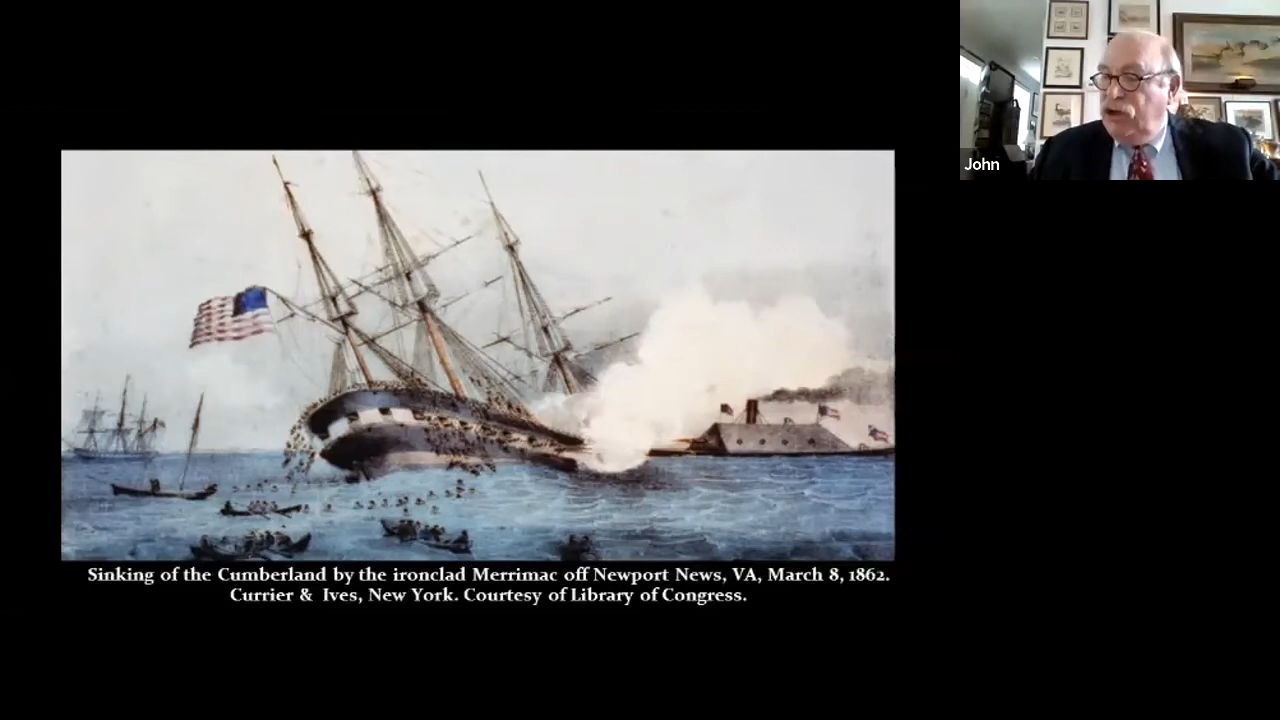 John
Sinking of the Cumberland by the ironclad Merrimac off Newport News, VA, March 8, 1862.
Currier & Ives, New York. Courtesy of Library of Congress.